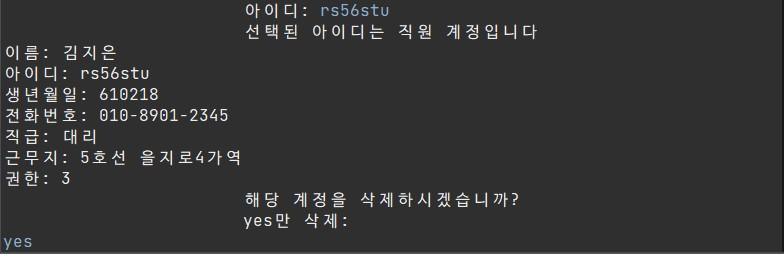 아이디: rs56stu
선택된 아이디는 직원 계정입니다
이름: 김지은
아이디: rs56stu
생년월일: 610218
전화번호: 010-8901-2345
직급: 대리
근무지: 5호선 을지로4가역
권한: 3
해당 계정을 삭제하시겠습니까?
yes만 삭제:
yes